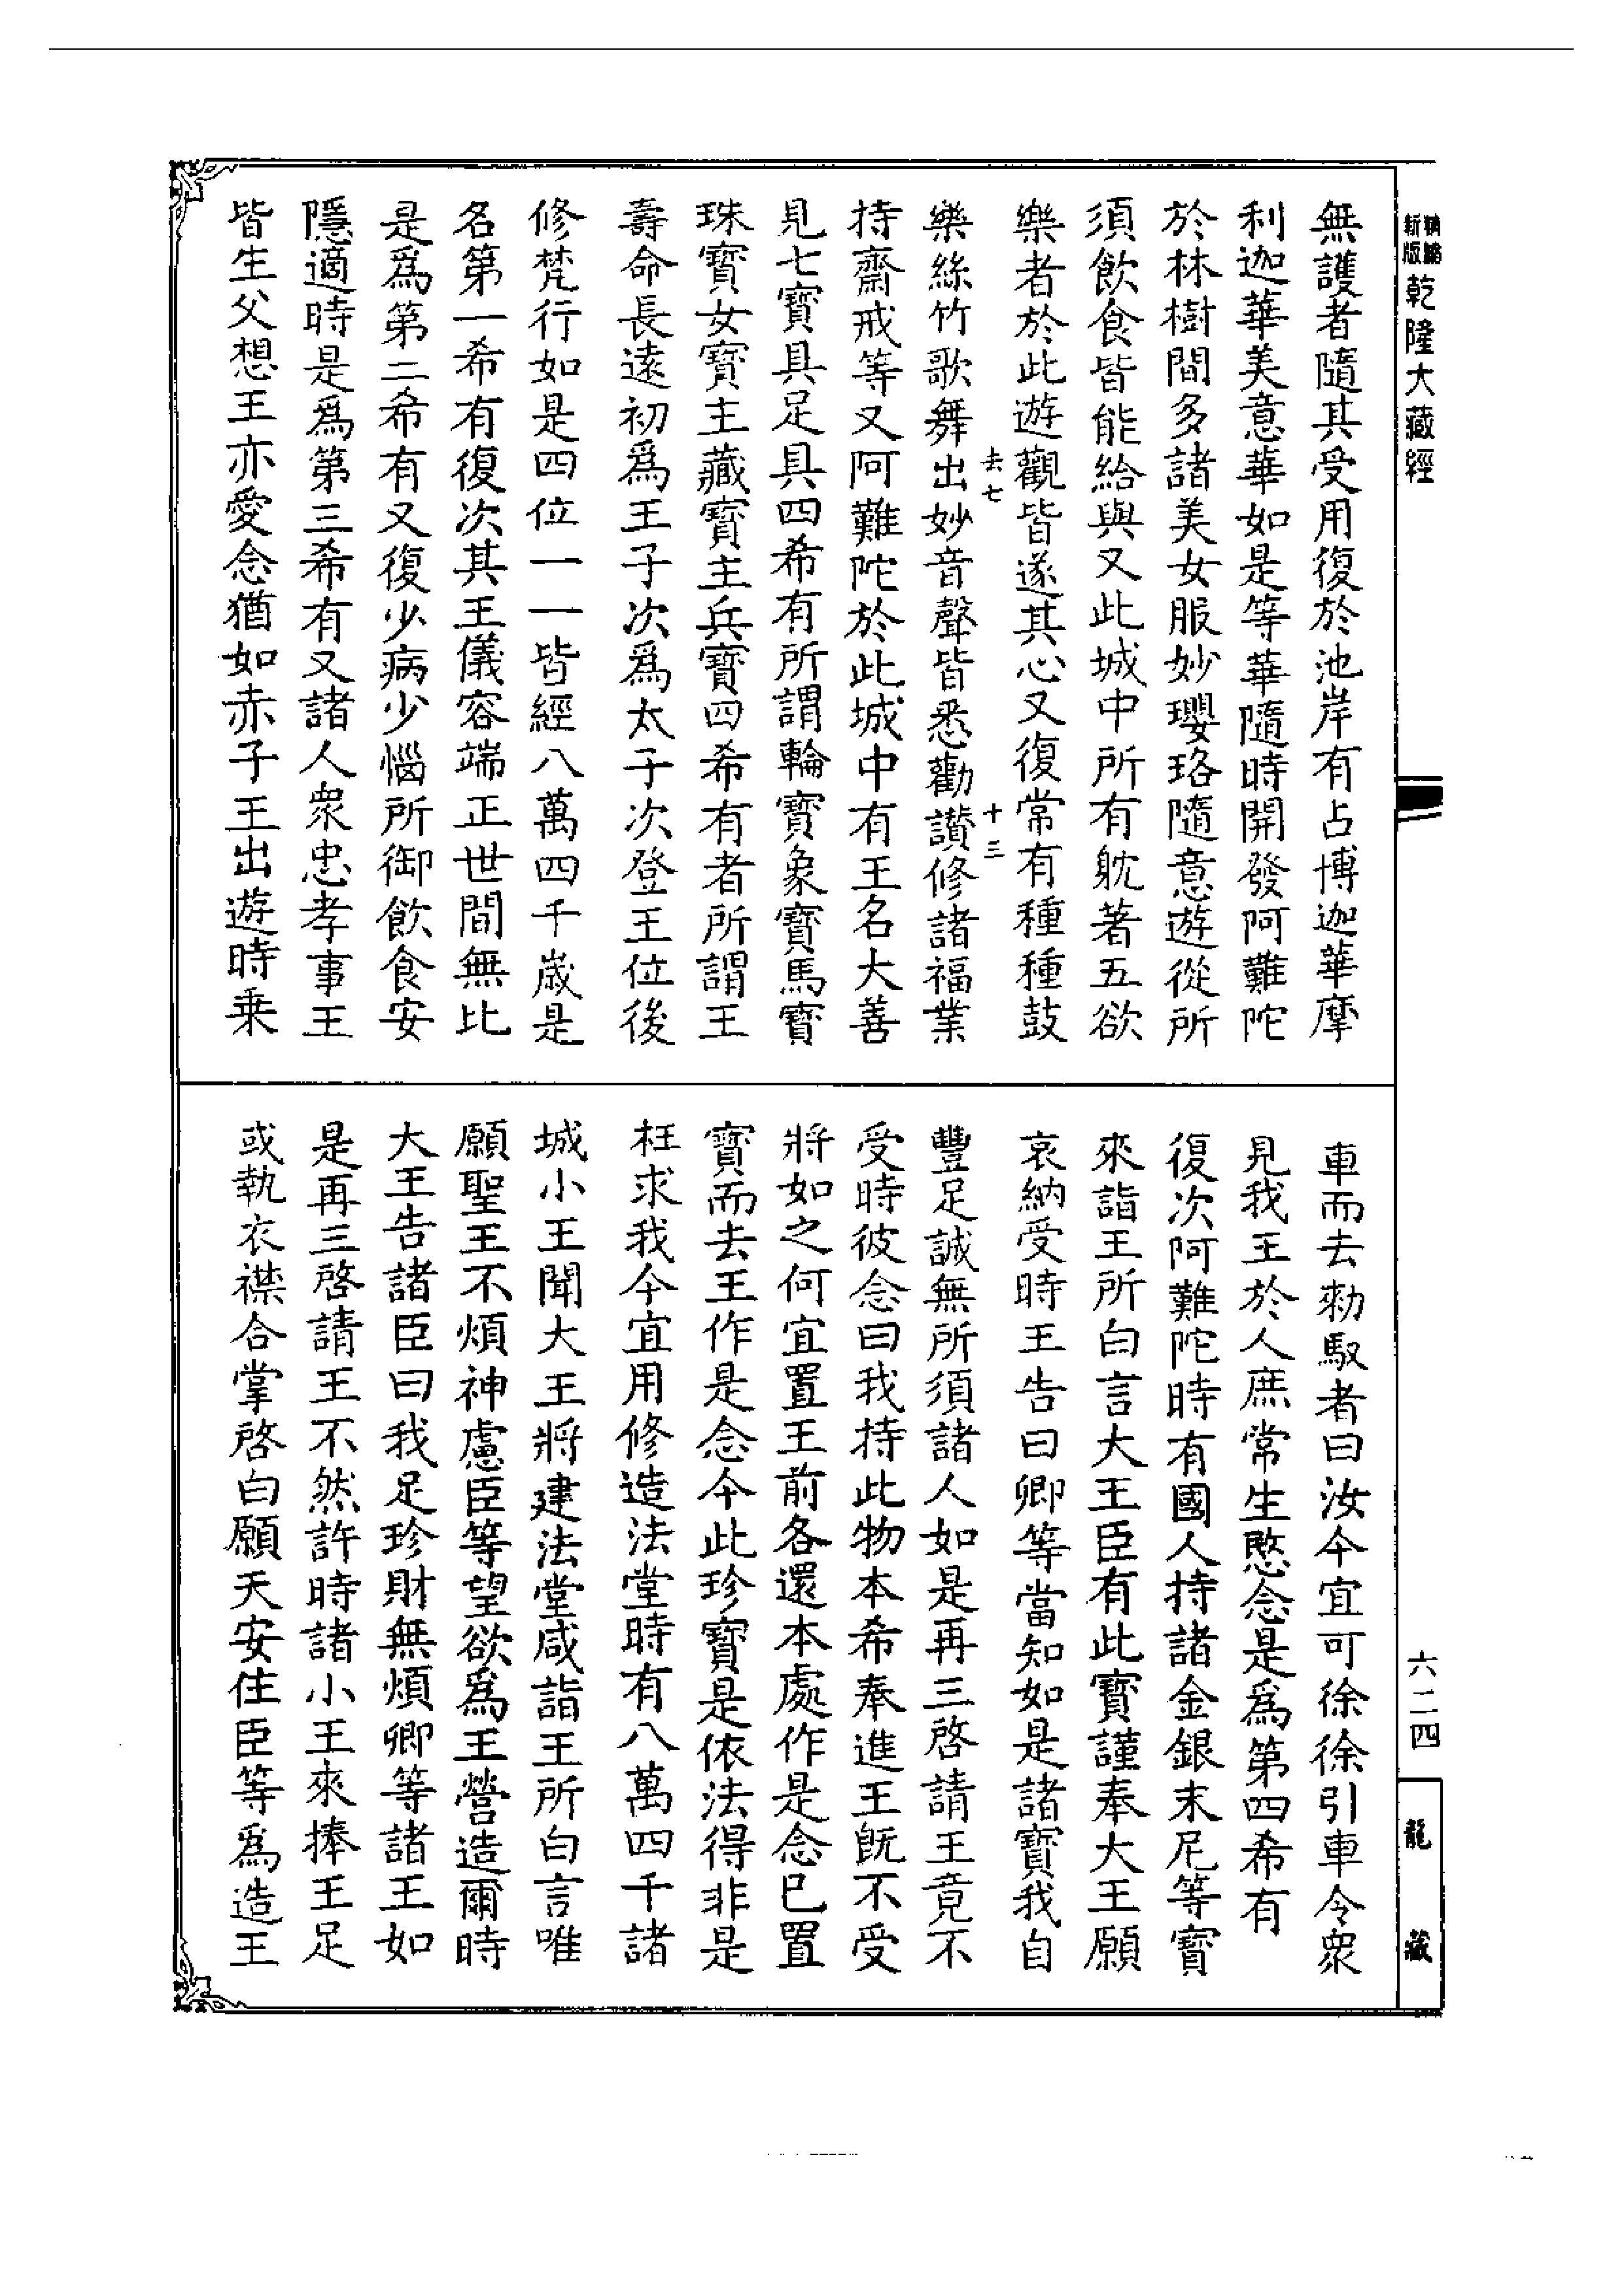 新版
乾隆大藏經
六二四
龍藏
無護者隨其受用復於池岸有占博迦華摩
利迦華美意華如是等華隨時開發阿難陀
於林樹間多諸美女服妙瓔珞隨意遊從所
須飲食皆能給與又此城中所有躭著五欲
樂者於此遊觀皆遂其心又復常有種種鼓
去七
十三
樂絲竹歌舞出妙音聲皆悉勸讚修諸福業
持齋戒等又阿難陀於此城中有王名大善
見七寶具足具四希有所謂輪寶象寶馬寶
珠寶女寶主藏寶主兵寶四希有者所謂王
壽命長遠初爲王子次爲太子次登王位後
修梵行如是四位一一皆經八萬四千歲是
名第一希有復次其王儀容端正世間無比
是爲第二希有又復少病少惱所御飲食安
隱適時是爲第三希有又諸人衆忠孝事王
皆生父想王亦愛念猶如赤子王出遊時乗
車而去勑馭者曰汝今宜可徐徐引車令衆
見我王於人庶常生愍念是爲第四希有
復次阿難陀時有國人持諸金銀末尼等寶
來詣王所白言大王臣有此寶謹奉大王願
哀納受時王告曰卿等當知如是諸寶我自
豐足誠無所須諸人如是再三啓請王竟不
受時彼念曰我持此物本希奉進王旣不受
將如之何宜置王前各還本處作是念已置
寶而去王作是念今此珍寶是依法得非是
枉求我今宜用修造法堂時有八萬四千諸
城小王聞大王將建法堂咸詣王所白言唯
願聖王不煩神慮臣等望欲爲王營造爾時
大王告諸臣曰我足珍財無煩卿等諸王如
是再三啓請王不然許時諸小王來捧王足
或執衣襟合掌啓白願天安住臣等爲造王